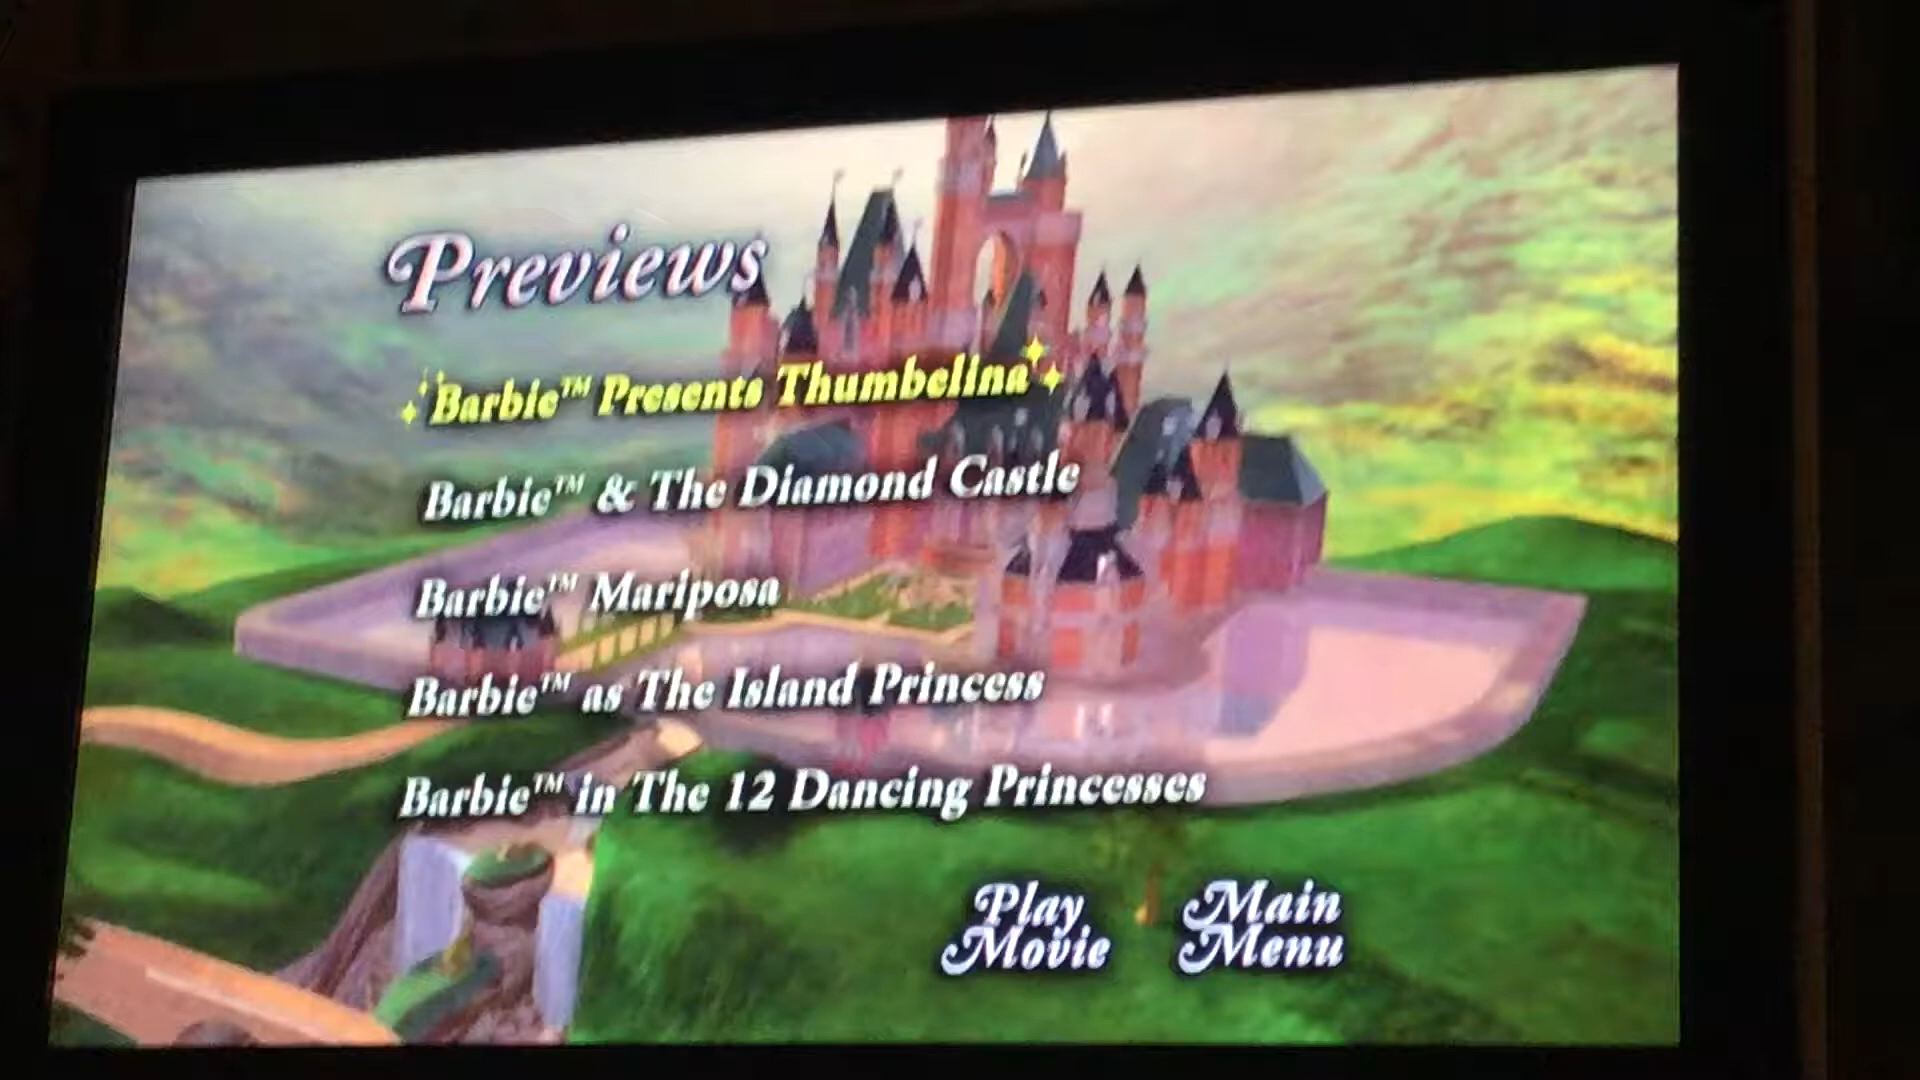 Previews
Barbie™ Presents Thumbelina
Barbie™ & The Diamond Castle
Barbie™ Mariposa
Barbie™ as The Island Princess
Barbie™ in The 12 Dancing Princesses
Play
Movie
Main
Menu